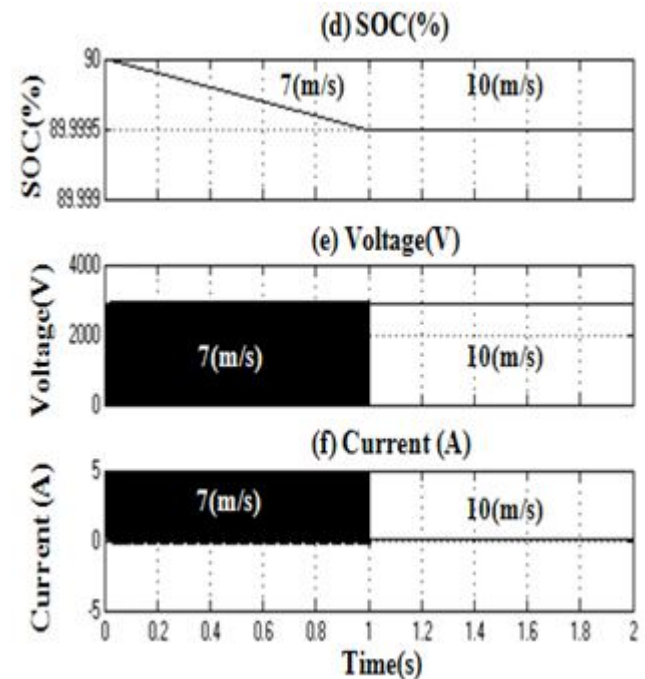 (d) SOC(%)
90
89.9995
89.999
SOC(%)
7(m/s)
10(m/s)
(e) Voltage(V)
4000
2000
0
Voltage(V)
7(m/s)
10(m/s)
(f) Current (A)
5
0
-5
Current (A)
7(m/s)
10(m/s)
0.2 0.4 0.6 0.8 1 1.2 1.4 1.6 1.8 2
Time(s)